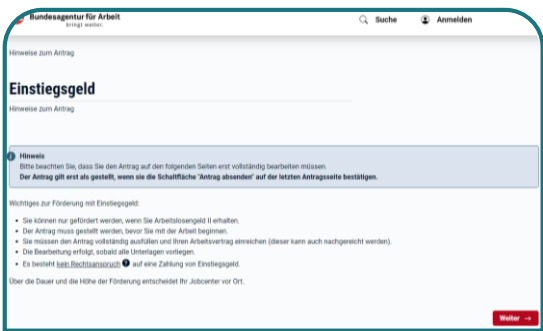 Bundesagentur für Arbeit
bringt weiter.
Suche
Anmelden
Hinweise zum Antrag
Einstiegsgeld
Hinweise zum Antrag
Hinweis
Bitte beachten Sie, dass Sie den Antrag auf den folgenden Seiten erst vollständig bearbeiten müssen.
Der Antrag gilt erst als gestellt, wenn sie die Schaltfläche "Antrag absenden" auf der letzten Antragsseite bestätigen.
Wichtiges zur Förderung mit Einstiegsgeld:
• Sie können nur gefördert werden, wenn Sie Arbeitslosengeld II erhalten.
• Der Antrag muss gestellt werden, bevor Sie mit der Arbeit beginnen.
• Sie müssen den Antrag vollständig ausfüllen und Ihren Arbeitsvertrag einreichen (dieser kann auch nachgereicht werden).
• Die Bearbeitung erfolgt, sobald alle Unterlagen vorliegen.
• Es besteht kein Rechtsanspruch ? auf eine Zahlung von Einstiegsgeld.
Über die Dauer und die Höhe der Förderung entscheidet Ihr Jobcenter vor Ort.
Weiter →